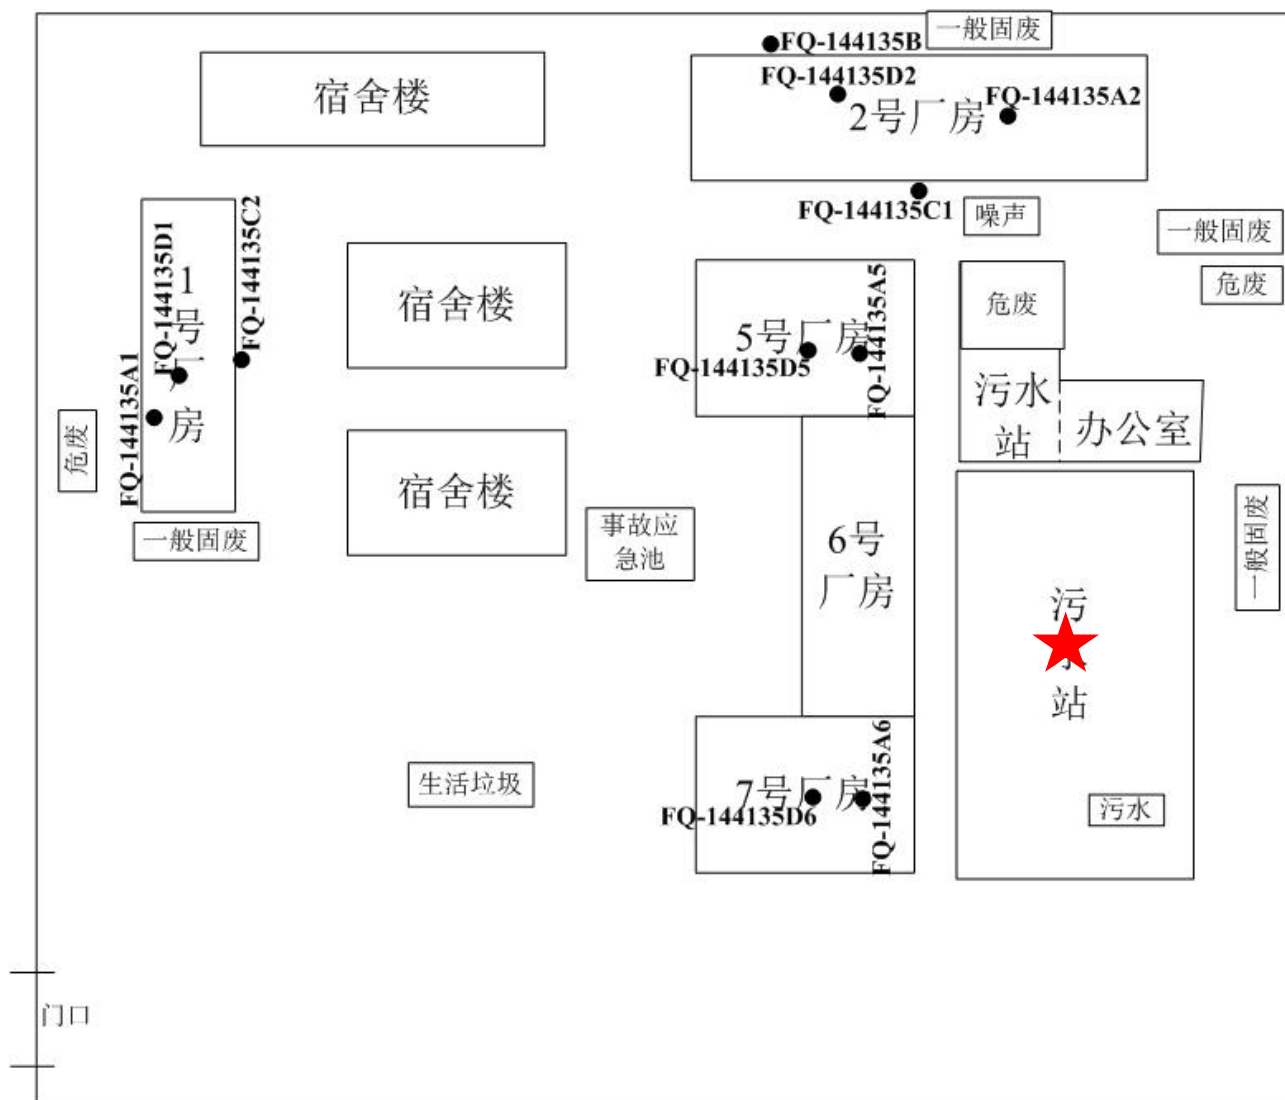 一般固废
FQ-144135B
宿舍楼
FQ-144135D2
FQ-144135A2
2号厂房
FQ-144135C1
噪声
一般固废
危废
FQ-144135D1
FQ-144135C2
1
号
厂
房
FQ-144135A1
危废
一般固废
宿舍楼
宿舍楼
5号厂房
FQ-144135D5
FQ-144135A5
危废
污水
站
办公室
事故应
急池
6号
厂房
一般固废
污
站
污水
生活垃圾
7号厂房
FQ-144135D6
FQ-144135A6
门口